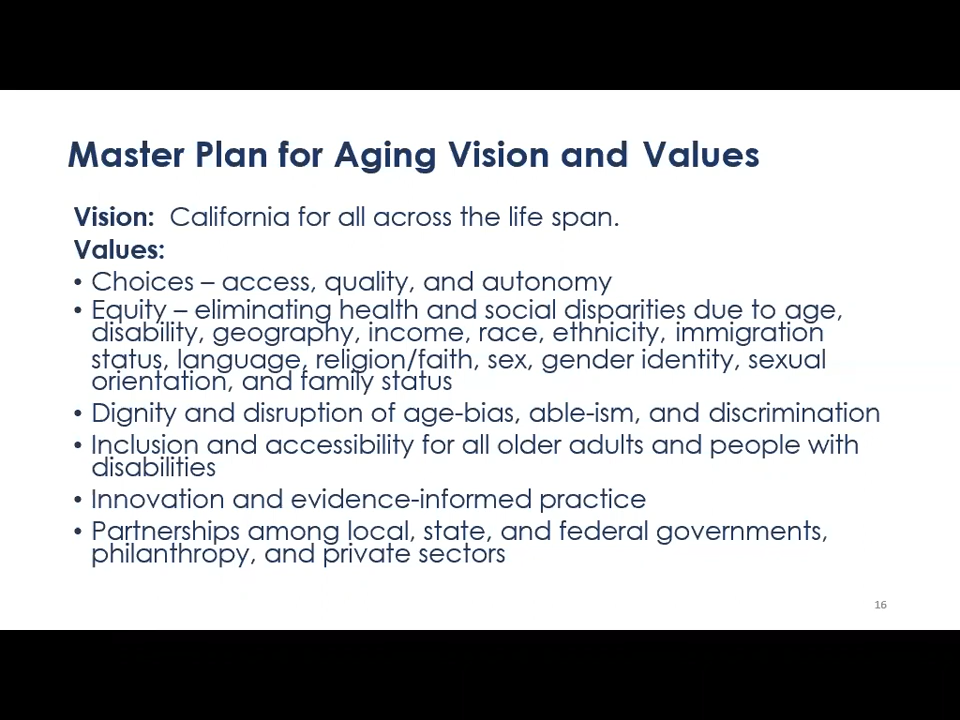 Master Plan for Aging Vision and Values
Vision: California for all across the life span.
Values:
• Choices – access, quality, and autonomy
• Equity – eliminating health and social disparities due to age,
disability, geography, income, race, ethnicity, immigration
status, language, religion/faith, sex, gender identity, sexual
orientation, and family status
• Dignity and disruption of age-bias, able-ism, and discrimination
• Inclusion and accessibility for all older adults and people with
disabilities
• Innovation and evidence-informed practice
• Partnerships among local, state, and federal governments,
philanthropy, and private sectors
16